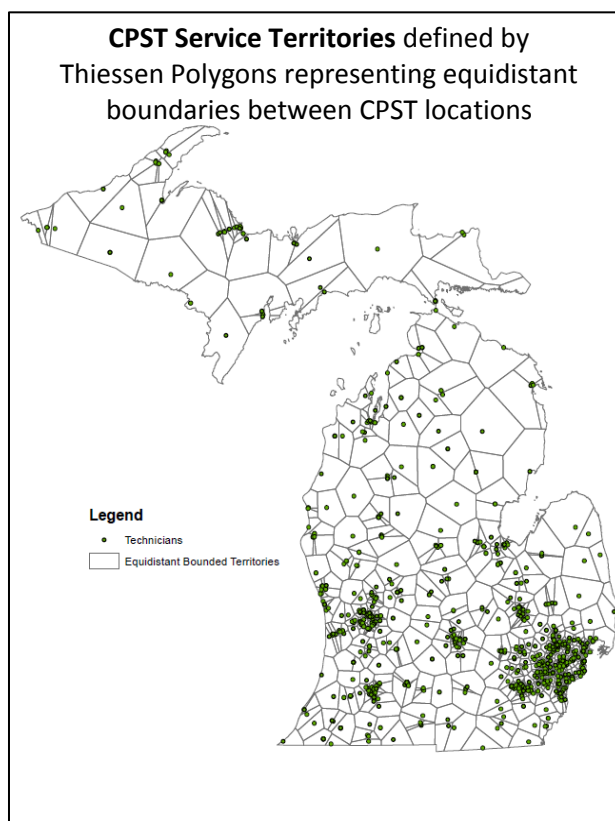 CPST Service Territories defined by
Thiessen Polygons representing equidistant
boundaries between CPST locations
Legend
Technicians
Equidistant Bounded Territories